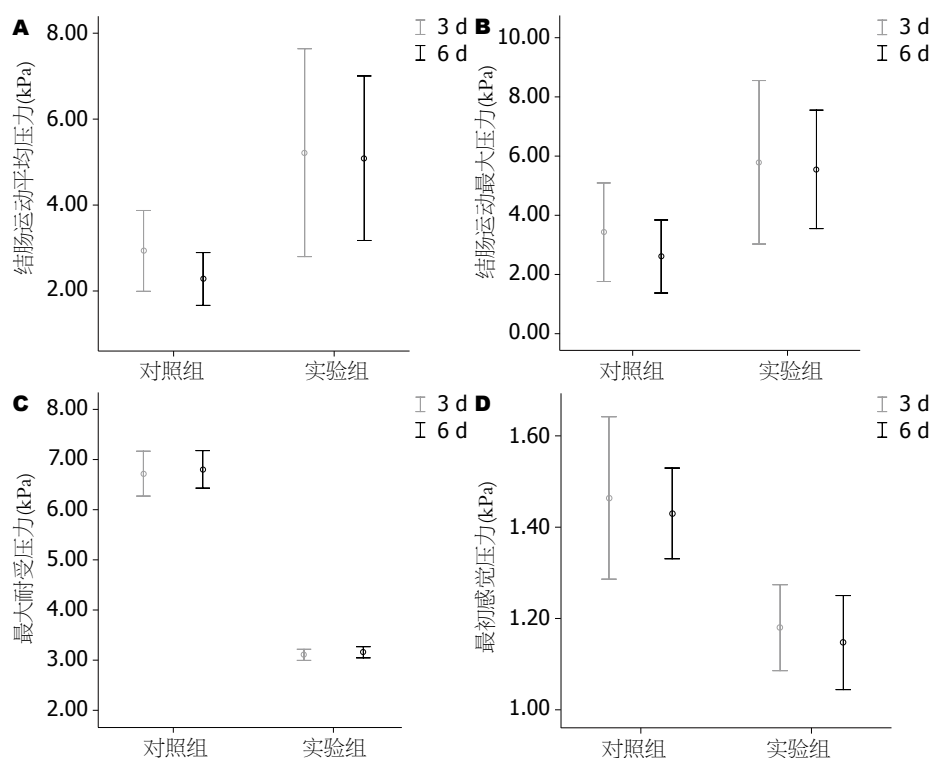 A
结肠运动平均压力(kPa)
8.00
6.00
4.00
2.00
对照组 实验组
3 d
6 d
B
结肠运动最大压力(kPa)
10.00
8.00
6.00
4.00
2.00
0.00
对照组 实验组
3 d
6 d
C
最大耐受压力(kPa)
8.00
7.00
6.00
5.00
4.00
3.00
2.00
对照组 实验组
3 d
6 d
D
最初感觉压力(kPa)
1.60
1.40
1.20
1.00
对照组 实验组
3 d
6 d